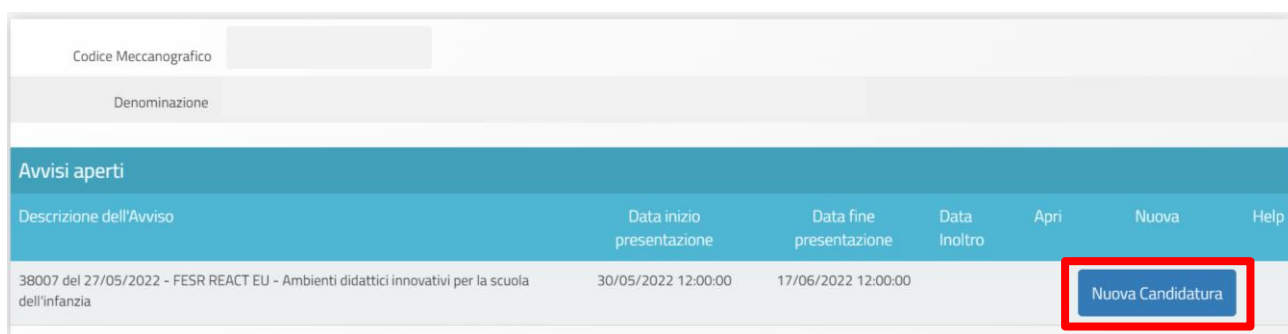 Codice Meccanografico
Denominazione
Avvisi aperti
Descrizione dell'Avviso
Data inizio
presentazione
Data fine
presentazione
Data
Inoltro
Apri
Nuova
Help
38007 del 27/05/2022 - FESR REACT EU - Ambienti didattici innovativi per la scuola
dell'infanzia
30/05/2022 12:00:00
17/06/2022 12:00:00
Nuova Candidatura